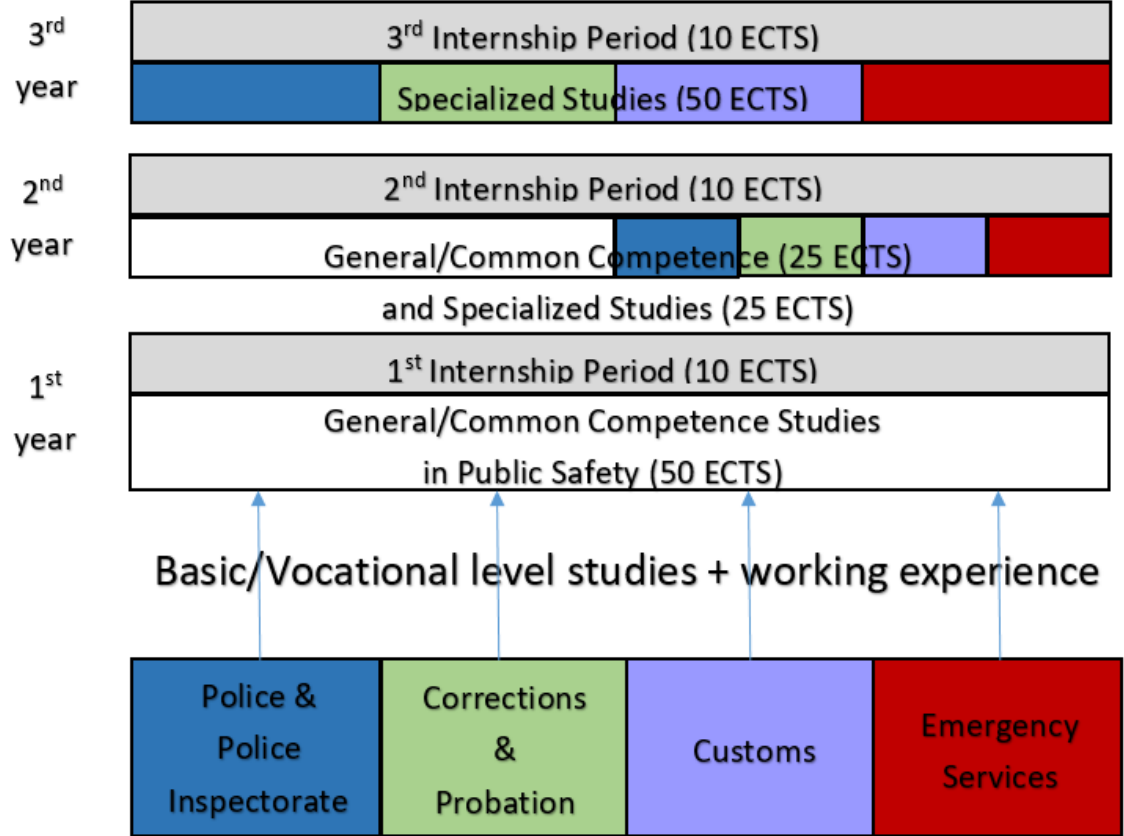 3rd
year
3rd Internship Period (10 ECTS)
Specialized Studies (50 ECTS)
2nd
year
2nd Internship Period (10 ECTS)
General/Common Competence (25 ECTS)
and Specialized Studies (25 ECTS)
1st
year
1st Internship Period (10 ECTS)
General/Common Competence Studies
in Public Safety (50 ECTS)
Basic/Vocational level studies + working experience
Police &
Police
Inspectorate
Corrections
&
Probation
Customs
Emergency
Services